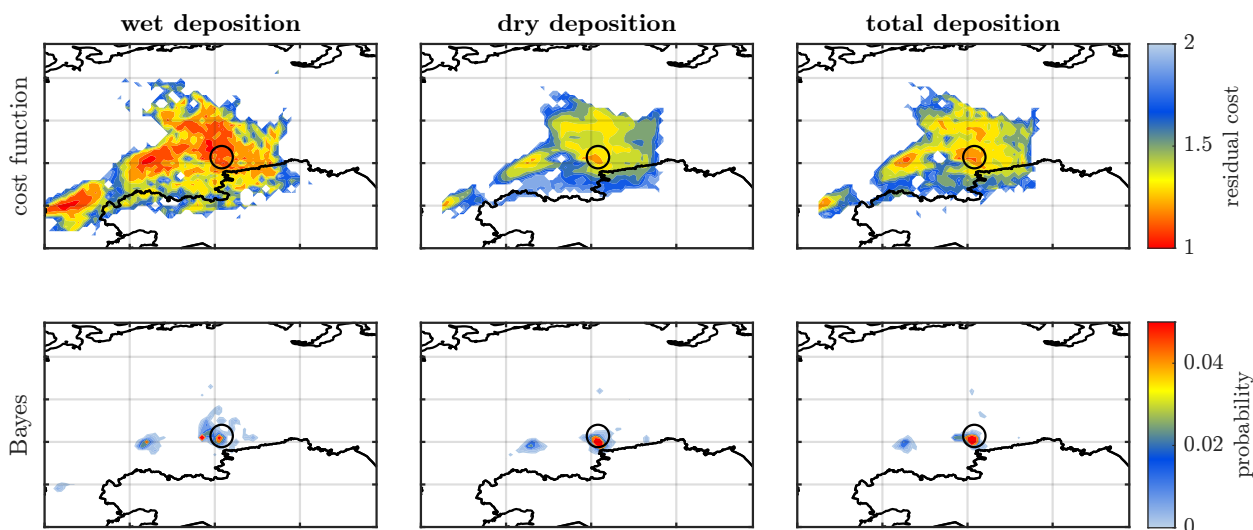 wet deposition
dry deposition
total deposition
cost function
2
1.5
1
residual cost
Bayes
0.04
0.02
0
probability